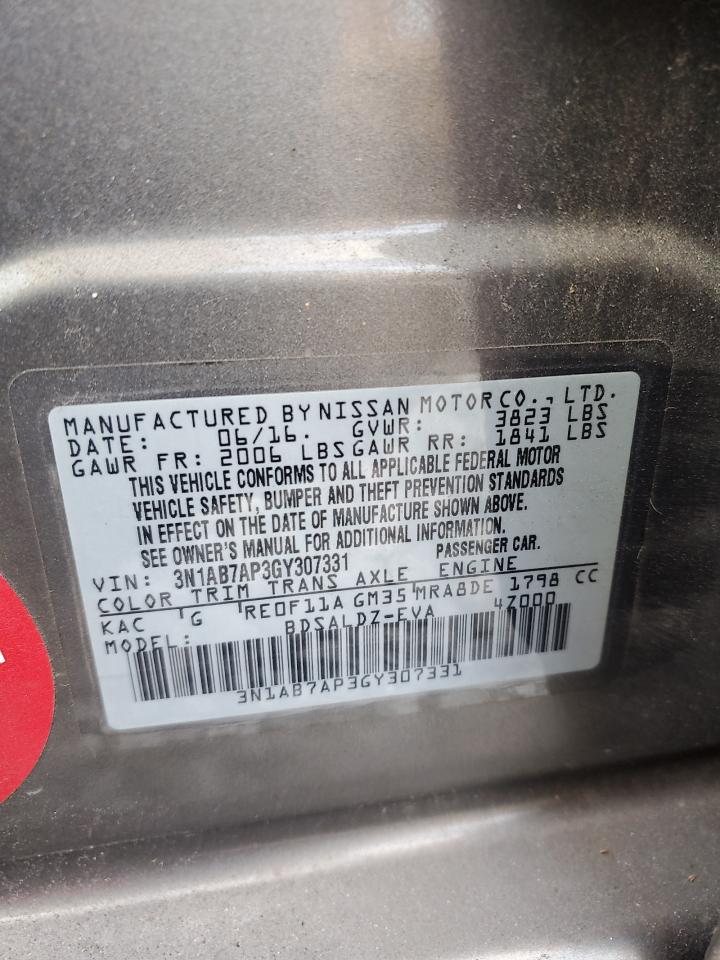 MANUFACTURED BY NISSAN MOTOR CO., LTD.
DATE: 06/16. GVWR: 3823 LBS
GAWR FR: 2006 LBS GAWR RR: 1841 LBS
THIS VEHICLE CONFORMS TO ALL APPLICABLE FEDERAL MOTOR
VEHICLE SAFETY, BUMPER AND THEFT PREVENTION STANDARDS
IN EFFECT ON THE DATE OF MANUFACTURE SHOWN ABOVE.
SEE OWNER'S MANUAL FOR ADDITIONAL INFORMATION.
VIN: 3N1AB7AP3GY307331 PASSENGER CAR.
COLOR TRIM TRANS AXLE ENGINE
KAC G RE0F11A GM35 MRA8DE 1798 CC
MODEL: BDSALDZ-EVA 4Z000
3N1AB7AP3GY307331